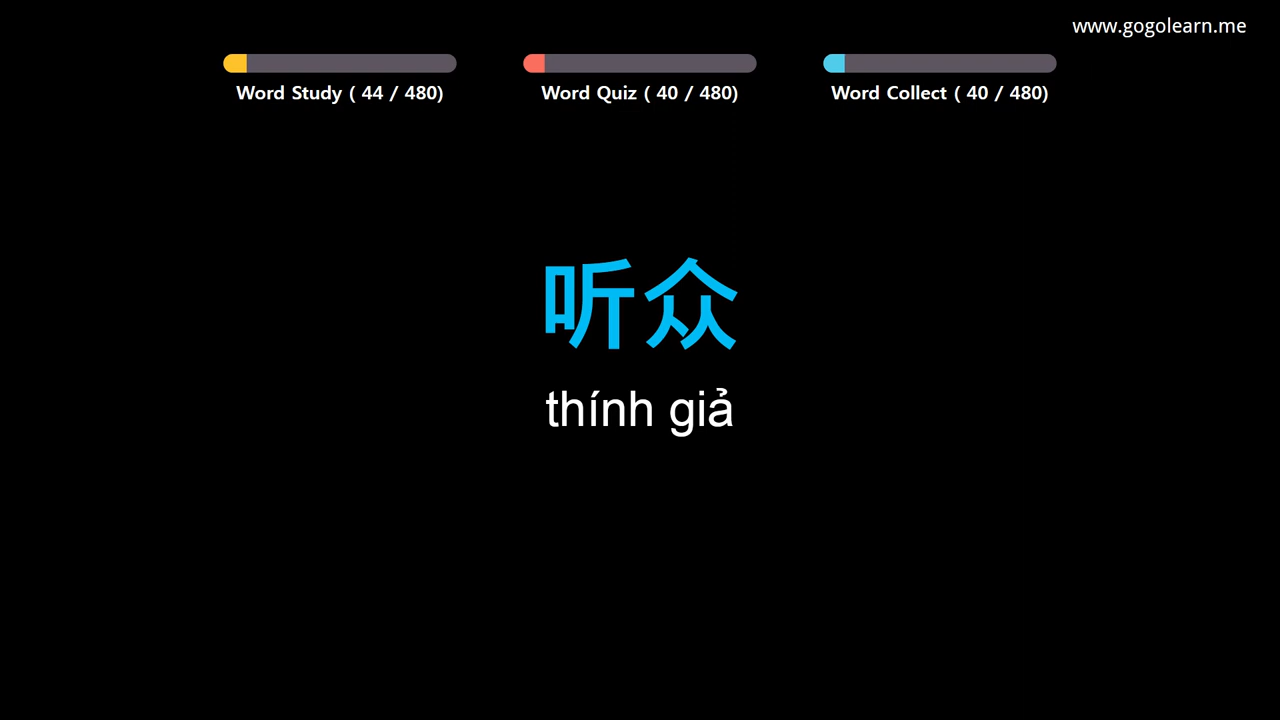 www.gogolearn.me
Word Study ( 44 / 480)
Word Quiz ( 40 / 480)
Word Collect ( 40 / 480)
听众
thính giả